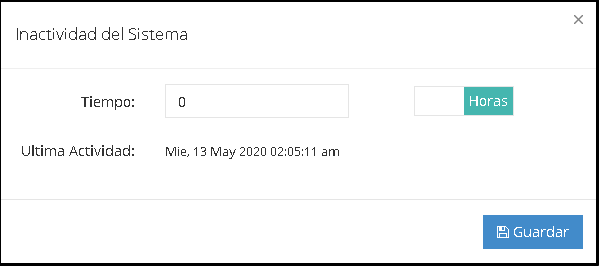 Inactividad del Sistema
×
Tiempo: 0 Horas
Ultima Actividad: Mie, 13 May 2020 02:05:11 am
Guardar